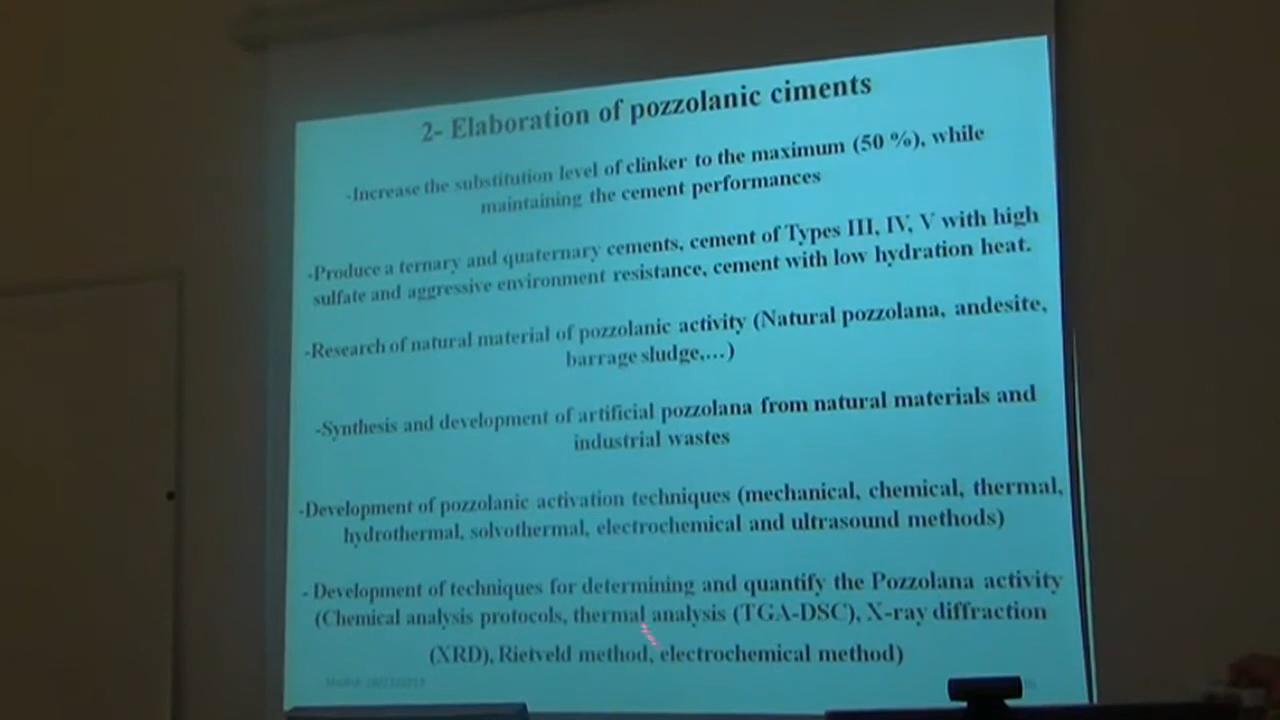 2- Elaboration of pozzolanic ciments
-Increase the substitution level of clinker to the maximum (50 %), while
maintaining the cement performances
-Produce a ternary and quaternary cements, cement of Types III, IV, V with high
sulfate and aggressive environment resistance, cement with low hydration heat.
-Research of natural material of pozzolanic activity (Natural pozzolana, andesite,
barrage sludge,...)
-Synthesis and development of artificial pozzolana from natural materials and
industrial wastes
-Development of pozzolanic activation techniques (mechanical, chemical, thermal,
hydrothermal, solvothermal, electrochemical and ultrasound methods)
- Development of techniques for determining and quantify the Pozzolana activity
(Chemical analysis protocols, thermal analysis (TGA-DSC), X-ray diffraction
(XRD), Rietveld method, electrochemical method)